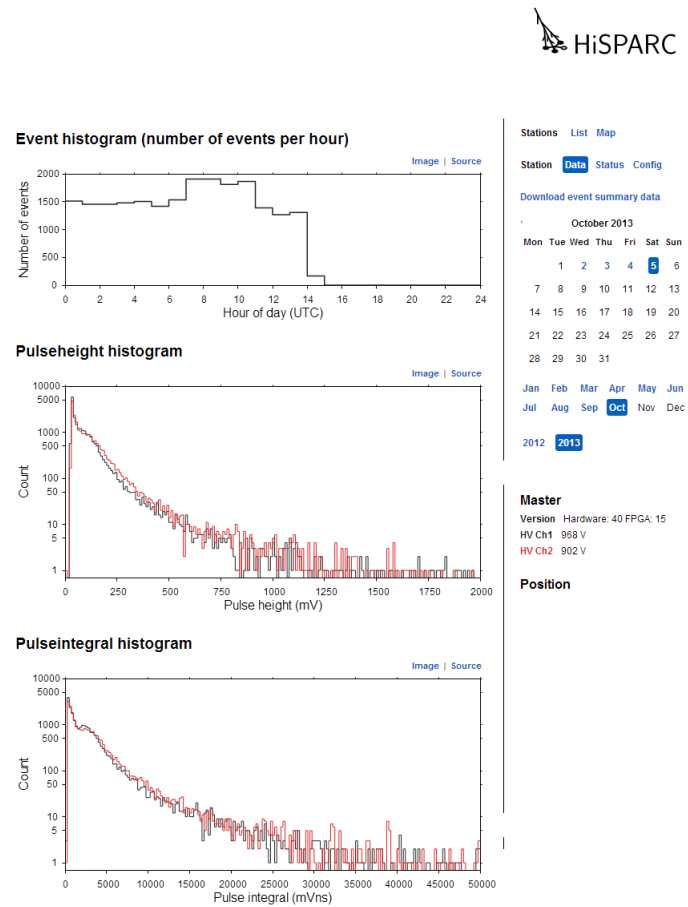 HiSPARC
Event histogram (number of events per hour)
Image | Source
Number of events
2000
1500
1000
500
0
0 2 4 6 8 10 12 14 16 18 20 22 24
Hour of day (UTC)
Pulseheight histogram
Image | Source
Count
10000
5000
1000
500
100
50
10
5
1
0 250 500 750 1000 1250 1500 1750 2000
Pulse height (mV)
Pulseintegral histogram
Image | Source
Count
10000
5000
1000
500
100
50
10
5
1
0 5000 10000 15000 20000 25000 30000 35000 40000 45000 50000
Pulse integral (mVns)
Stations List Map
Station Data Status Config
Download event summary data
October 2013
Mon Tue Wed Thu Fri Sat Sun
1 2 3 4 5 6
7 8 9 10 11 12 13
14 15 16 17 18 19 20
21 22 23 24 25 26 27
28 29 30 31
Jan Feb Mar Apr May Jun
Jul Aug Sep Oct Nov Dec
2012 2013
Master
Version Hardware: 40 FPGA: 15
HV Ch1 968 V
HV Ch2 902 V
Position